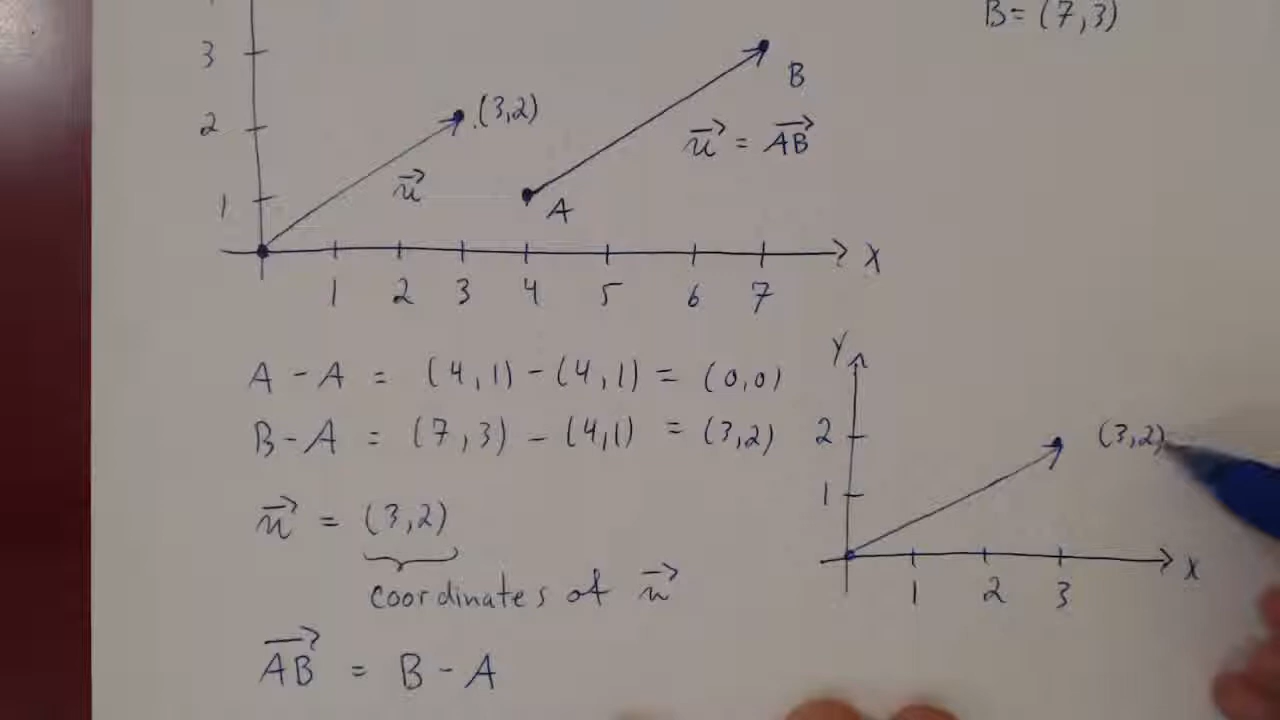 B = (7,3)
3
2
1
(3,2)
B
u⃗ = AB⃗
u⃗
A
X
1 2 3 4 5 6 7
A - A = (4,1) - (4,1) = (0,0)
B - A = (7,3) - (4,1) = (3,2)
u⃗ = (3,2)
coordinates of u⃗
AB⃗ = B - A
Y
2
(3,2)
1
X
1 2 3